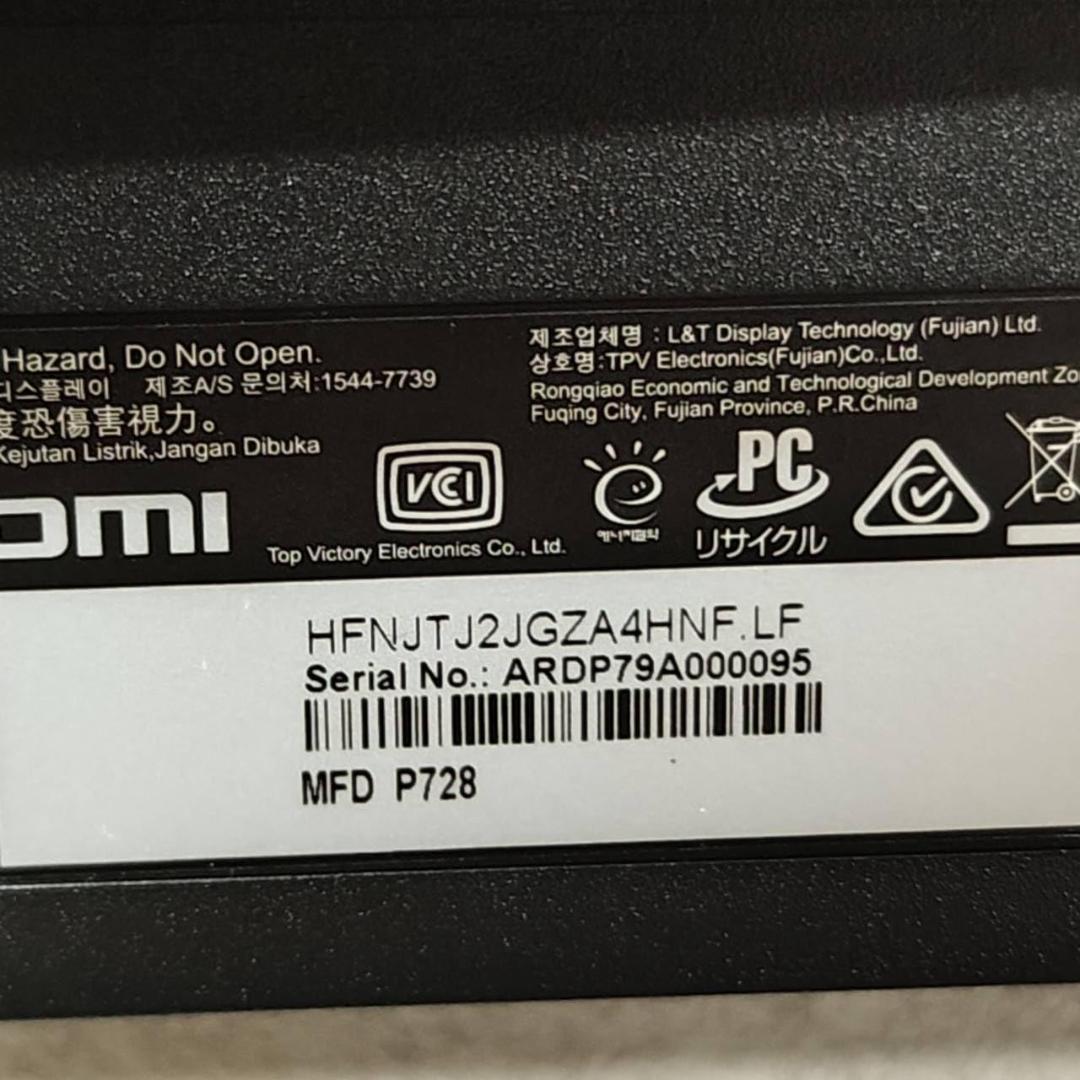 Hazard, Do Not Open.
디스플레이 제조A/S 문의처:1544-7739
度恐傷害視力。
Kejutan Listrik,Jangan Dibuka
제조업체명 : L&T Display Technology (Fujian) Ltd.
상호명:TPV Electronics(Fujian)Co.,Ltd.
Rongqiao Economic and Technological Development Zo
Fuqing City, Fujian Province, P.R.China
DMI
VCCI
Top Victory Electronics Co., Ltd.
PC
リサイクル
HFNJTJ2JGZA4HNF.LF
Serial No.: ARDP79A000095
MFD P728